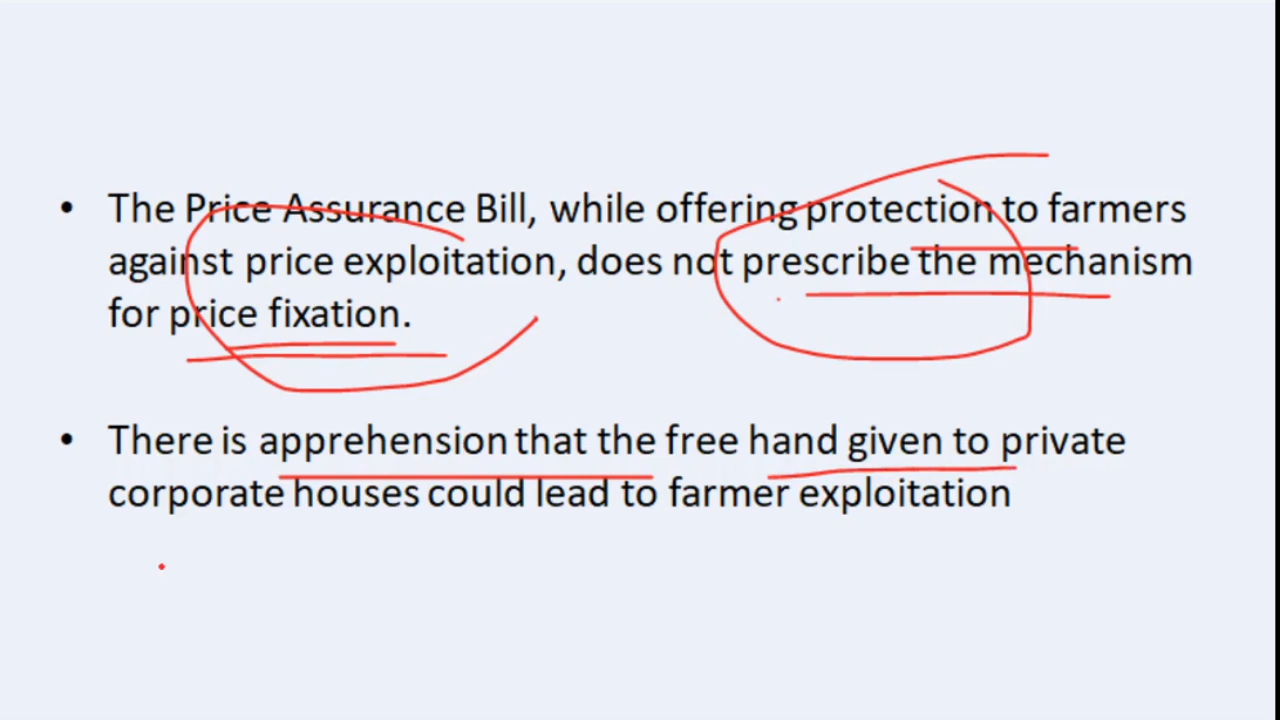 • The Price Assurance Bill, while offering protection to farmers
against price exploitation, does not prescribe the mechanism
for price fixation.
• There is apprehension that the free hand given to private
corporate houses could lead to farmer exploitation